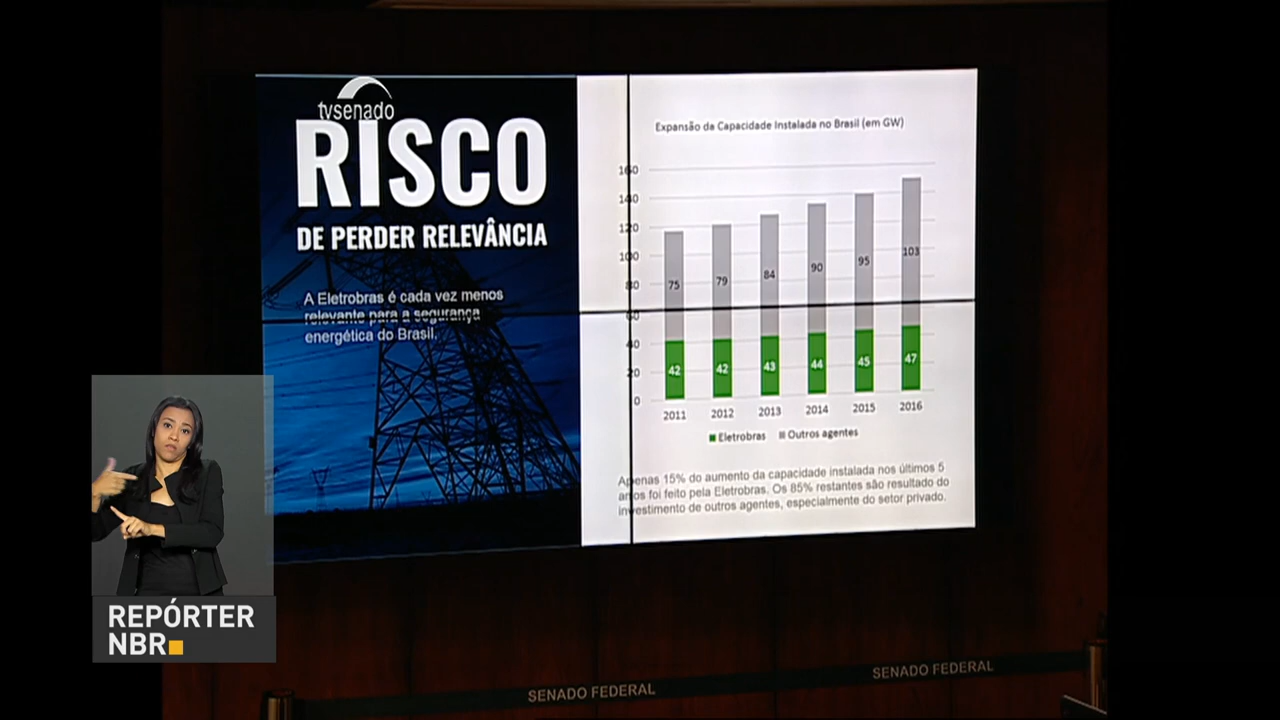 tvsenado
RISCO
DE PERDER RELEVÂNCIA
A Eletrobras é cada vez menos
relevante para a segurança
energética do Brasil.
Expansão da Capacidade Instalada no Brasil (em GW)
160
140
120
100
80
60
40
20
0
75
79
84
90
95
103
42
42
43
44
45
47
2011
2012
2013
2014
2015
2016
Eletrobras
Outros agentes
Apenas 15% do aumento da capacidade instalada nos últimos 5
anos foi feito pela Eletrobras. Os 85% restantes são resultado do
investimento de outros agentes, especialmente do setor privado.
REPÓRTER
NBR
SENADO FEDERAL
SENADO FEDERAL